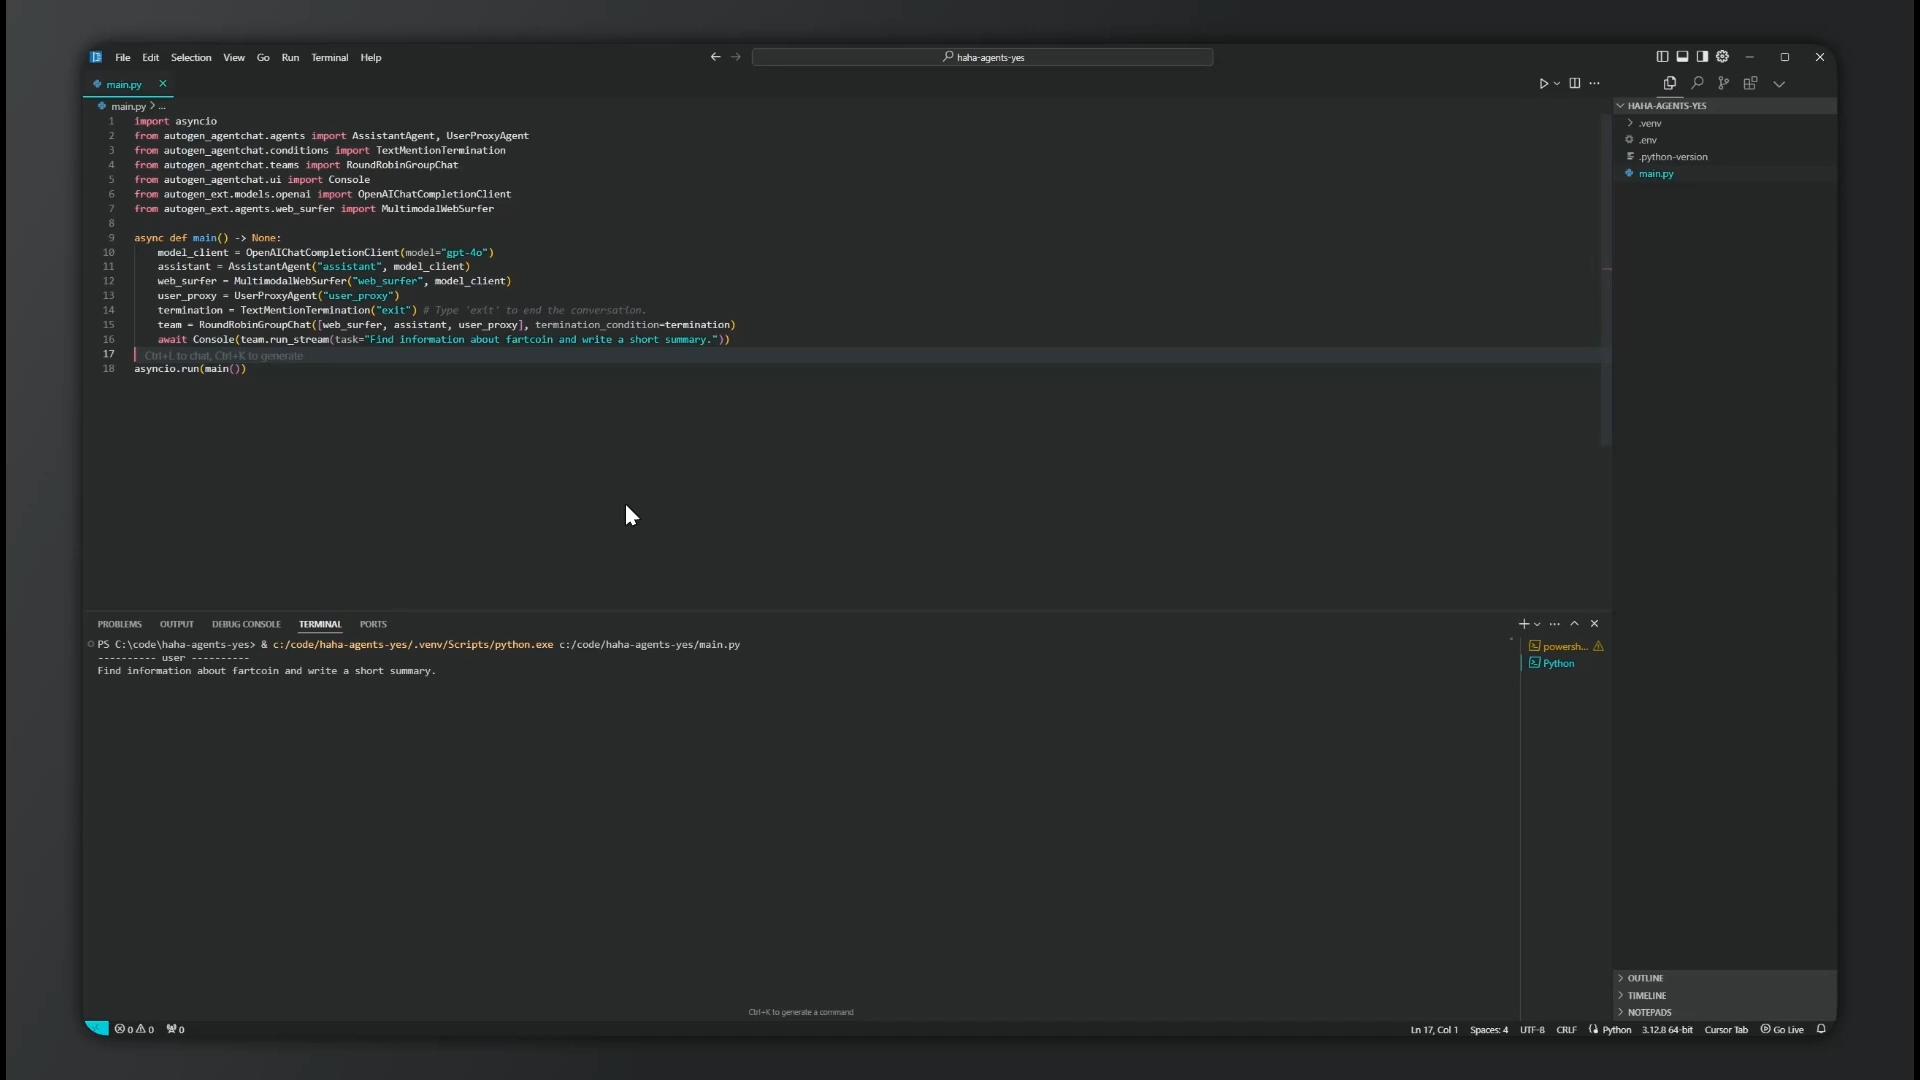 File Edit Selection View Go Run Terminal Help
haha-agents-yes
main.py
main.py > ...
1 import asyncio
2 from autogen_agentchat.agents import AssistantAgent, UserProxyAgent
3 from autogen_agentchat.conditions import TextMentionTermination
4 from autogen_agentchat.teams import RoundRobinGroupChat
5 from autogen_agentchat.ui import Console
6 from autogen_ext.models.openai import OpenAIChatCompletionClient
7 from autogen_ext.agents.web_surfer import MultimodalWebSurfer
8
9 async def main() -> None:
10 model_client = OpenAIChatCompletionClient(model="gpt-4o")
11 assistant = AssistantAgent("assistant", model_client)
12 web_surfer = MultimodalWebSurfer("web_surfer", model_client)
13 user_proxy = UserProxyAgent("user_proxy")
14 termination = TextMentionTermination("exit") # Type 'exit' to end the conversation.
15 team = RoundRobinGroupChat([web_surfer, assistant, user_proxy], termination_condition=termination)
16 await Console(team.run_stream(task="Find information about fartcoin and write a short summary."))
17 Ctrl+L to chat, Ctrl+K to generate
18 asyncio.run(main())
HAHA-AGENTS-YES
.venv
.env
.python-version
main.py
PROBLEMS OUTPUT DEBUG CONSOLE TERMINAL PORTS
PS C:\code\haha-agents-yes> & c:/code/haha-agents-yes/.venv/Scripts/python.exe c:/code/haha-agents-yes/main.py
---------- user ----------
Find information about fartcoin and write a short summary.
powersh...
Python
Ctrl+K to generate a command
OUTLINE
TIMELINE
NOTEPADS
0 0 0
Ln 17, Col 1 Spaces: 4 UTF-8 CRLF Python 3.12.8 64-bit Cursor Tab Go Live